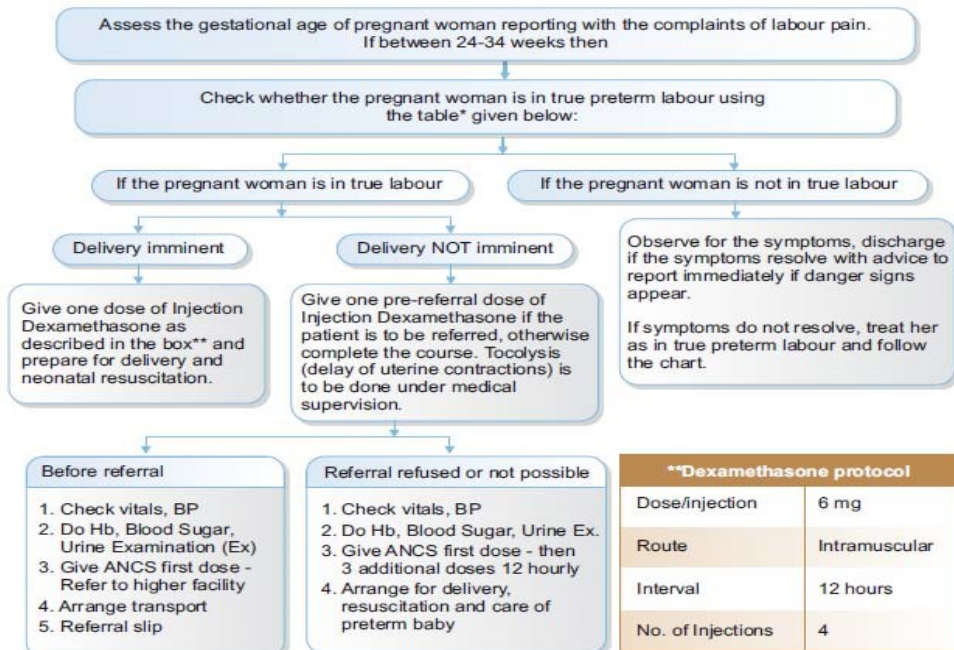 Assess the gestational age of pregnant woman reporting with the complaints of labour pain.
If between 24-34 weeks then
Check whether the pregnant woman is in true preterm labour using
the table* given below:
If the pregnant woman is in true labour
If the pregnant woman is not in true labour
Delivery imminent
Delivery NOT imminent
Give one dose of Injection
Dexamethasone as
described in the box** and
prepare for delivery and
neonatal resuscitation.
Give one pre-referral dose of
Injection Dexamethasone if the
patient is to be referred, otherwise
complete the course. Tocolysis
(delay of uterine contractions) is
to be done under medical
supervision.
Observe for the symptoms, discharge
if the symptoms resolve with advice to
report immediately if danger signs
appear.
If symptoms do not resolve, treat her
as in true preterm labour and follow
the chart.
Before referral
1. Check vitals, BP
2. Do Hb, Blood Sugar,
Urine Examination (Ex)
3. Give ANCS first dose -
Refer to higher facility
4. Arrange transport
5. Referral slip
Referral refused or not possible
1. Check vitals, BP
2. Do Hb, Blood Sugar, Urine Ex.
3. Give ANCS first dose - then
3 additional doses 12 hourly
4. Arrange for delivery,
resuscitation and care of
preterm baby
**Dexamethasone protocol
Dose/injection 6 mg
Route Intramuscular
Interval 12 hours
No. of Injections 4